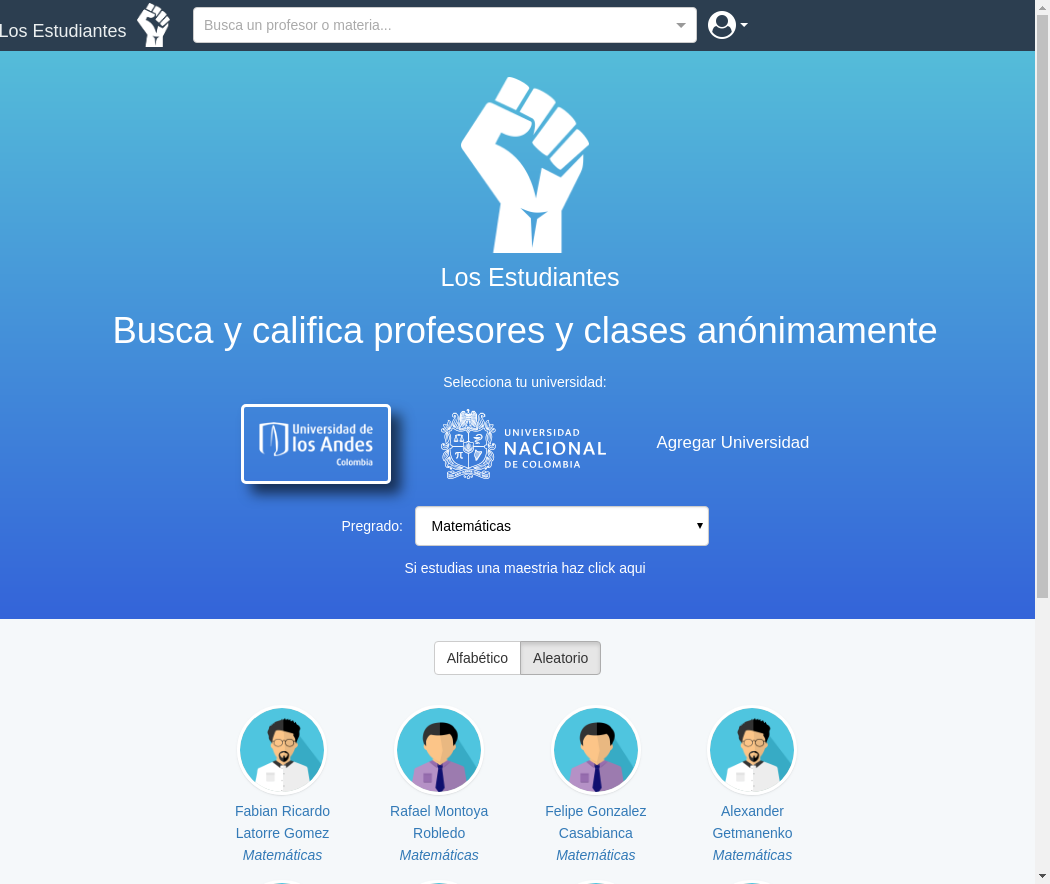 Los Estudiantes
Busca un profesor o materia...
Los Estudiantes
Busca y califica profesores y clases anónimamente
Selecciona tu universidad:
Universidad de
los Andes
Colombia
UNIVERSIDAD
NACIONAL
DE COLOMBIA
Agregar Universidad
Pregrado:
Matemáticas
Si estudias una maestria haz click aqui
Alfabético
Aleatorio
Fabian Ricardo
Latorre Gomez
Matemáticas
Rafael Montoya
Robledo
Matemáticas
Felipe Gonzalez
Casabianca
Matemáticas
Alexander
Getmanenko
Matemáticas